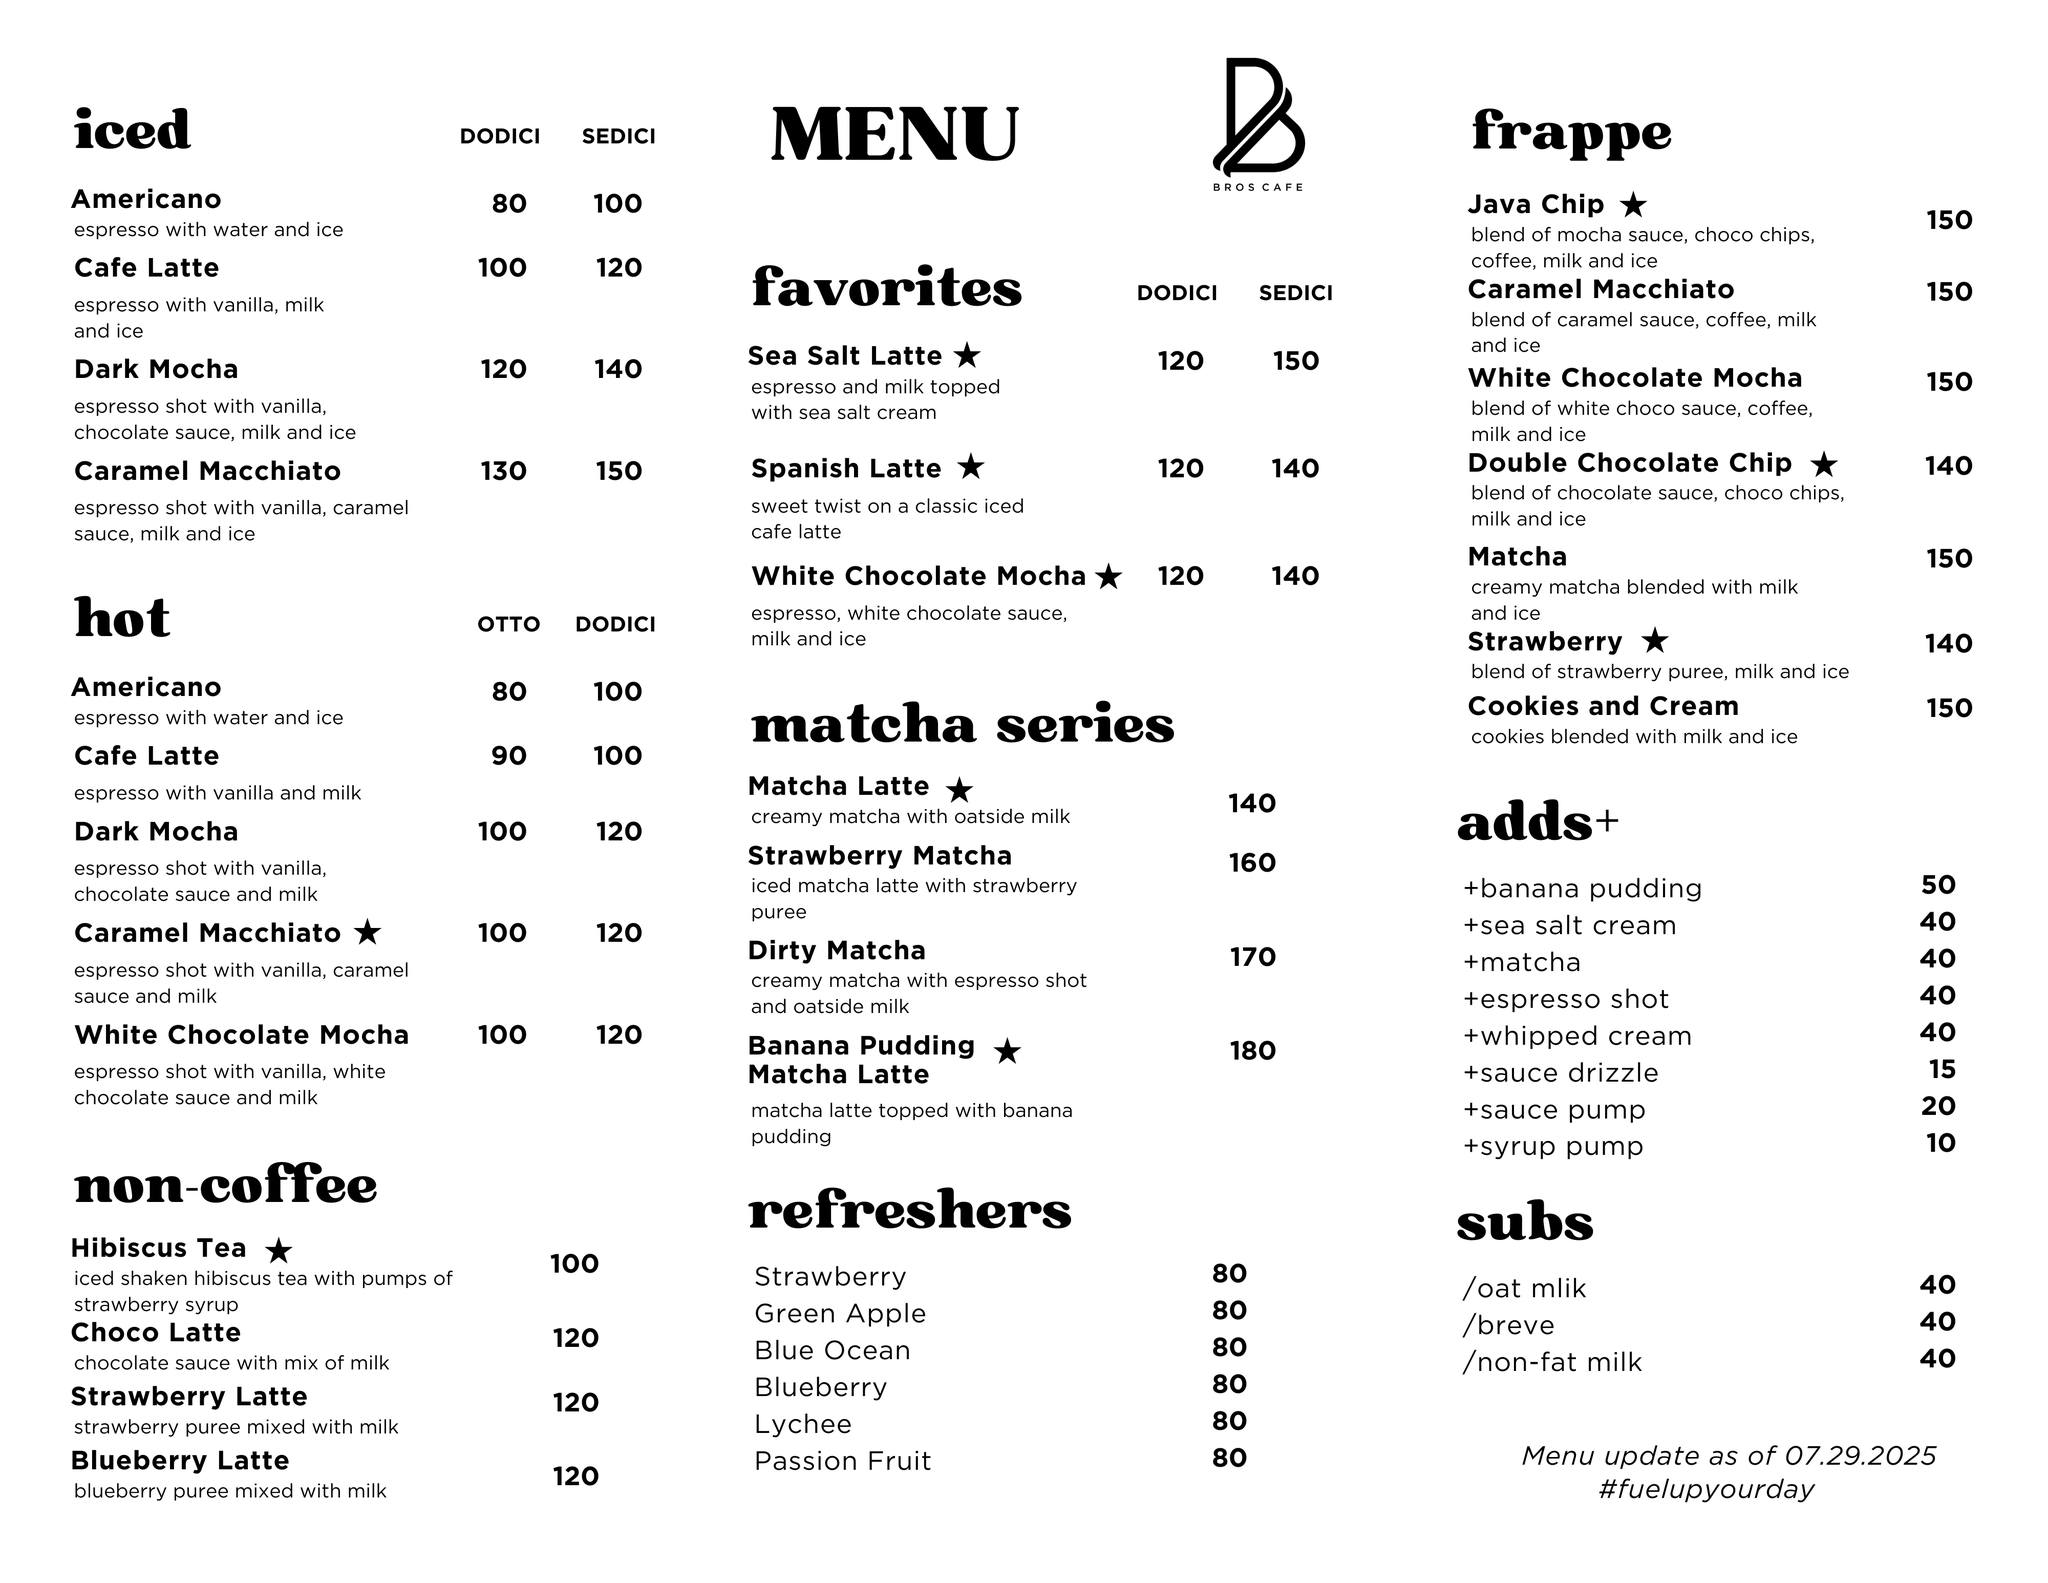 iced DODICI SEDICI
Americano 80 100
espresso with water and ice
Cafe Latte 100 120
espresso with vanilla, milk
and ice
Dark Mocha 120 140
espresso shot with vanilla,
chocolate sauce, milk and ice
Caramel Macchiato 130 150
espresso shot with vanilla, caramel
sauce, milk and ice
hot OTTO DODICI
Americano 80 100
espresso with water and ice
Cafe Latte 90 100
espresso with vanilla and milk
Dark Mocha 100 120
espresso shot with vanilla,
chocolate sauce and milk
Caramel Macchiato ★ 100 120
espresso shot with vanilla, caramel
sauce and milk
White Chocolate Mocha 100 120
espresso shot with vanilla, white
chocolate sauce and milk
non-coffee
Hibiscus Tea ★ 100
iced shaken hibiscus tea with pumps of
strawberry syrup
Choco Latte 120
chocolate sauce with mix of milk
Strawberry Latte 120
strawberry puree mixed with milk
Blueberry Latte 120
blueberry puree mixed with milk
MENU
BROS CAFE
favorites DODICI SEDICI
Sea Salt Latte ★ 120 150
espresso and milk topped
with sea salt cream
Spanish Latte ★ 120 140
sweet twist on a classic iced
cafe latte
White Chocolate Mocha ★ 120 140
espresso, white chocolate sauce,
milk and ice
matcha series
Matcha Latte ★ 140
creamy matcha with oatside milk
Strawberry Matcha 160
iced matcha latte with strawberry
puree
Dirty Matcha 170
creamy matcha with espresso shot
and oatside milk
Banana Pudding ★ 180
Matcha Latte
matcha latte topped with banana
pudding
refreshers
Strawberry 80
Green Apple 80
Blue Ocean 80
Blueberry 80
Lychee 80
Passion Fruit 80
frappe
Java Chip ★ 150
blend of mocha sauce, choco chips,
coffee, milk and ice
Caramel Macchiato 150
blend of caramel sauce, coffee, milk
and ice
White Chocolate Mocha 150
blend of white choco sauce, coffee,
milk and ice
Double Chocolate Chip ★ 140
blend of chocolate sauce, choco chips,
milk and ice
Matcha 150
creamy matcha blended with milk
and ice
Strawberry ★ 140
blend of strawberry puree, milk and ice
Cookies and Cream 150
cookies blended with milk and ice
adds+
+banana pudding 50
+sea salt cream 40
+matcha 40
+espresso shot 40
+whipped cream 40
+sauce drizzle 15
+sauce pump 20
+syrup pump 10
subs
/oat mlik 40
/breve 40
/non-fat milk 40
Menu update as of 07.29.2025
#fuelupyourday